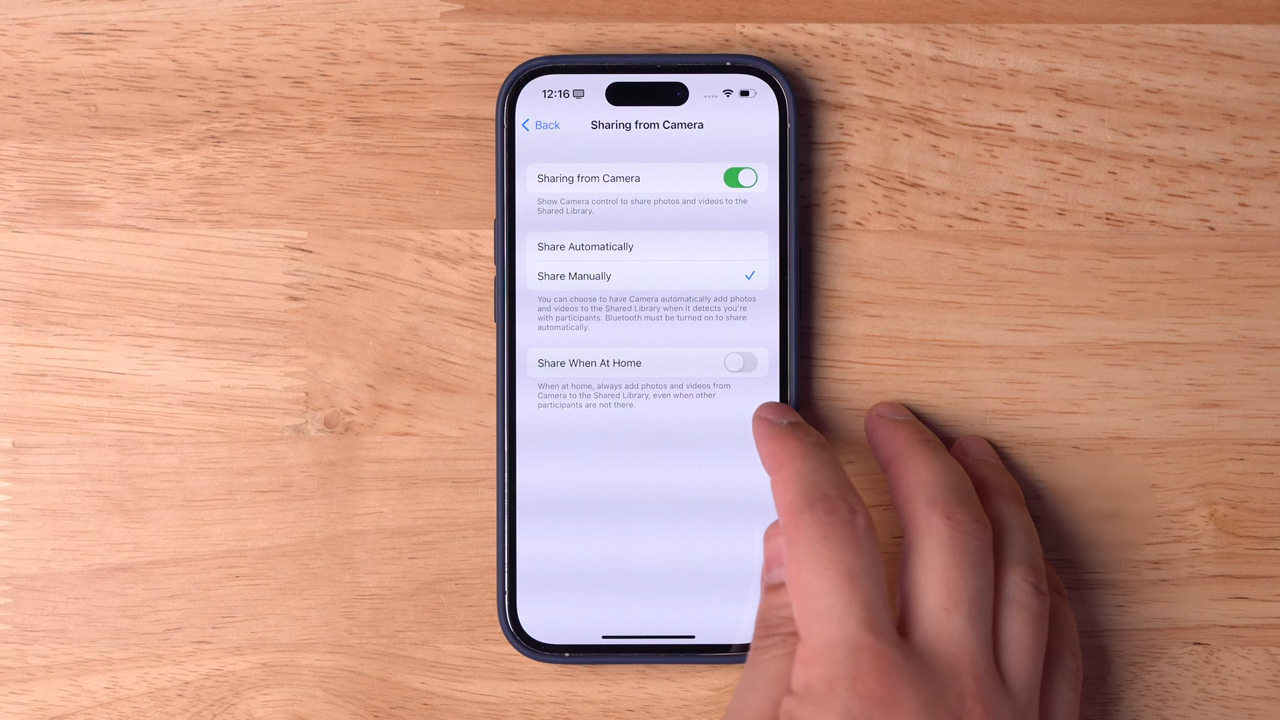 12:16
Back
Sharing from Camera
Sharing from Camera
Show Camera control to share photos and videos to the
Shared Library.
Share Automatically
Share Manually
You can choose to have Camera automatically add photos
and videos to the Shared Library when it detects you're
with participants. Bluetooth must be turned on to share
automatically.
Share When At Home
When at home, always add photos and videos from
Camera to the Shared Library, even when other
participants are not there.